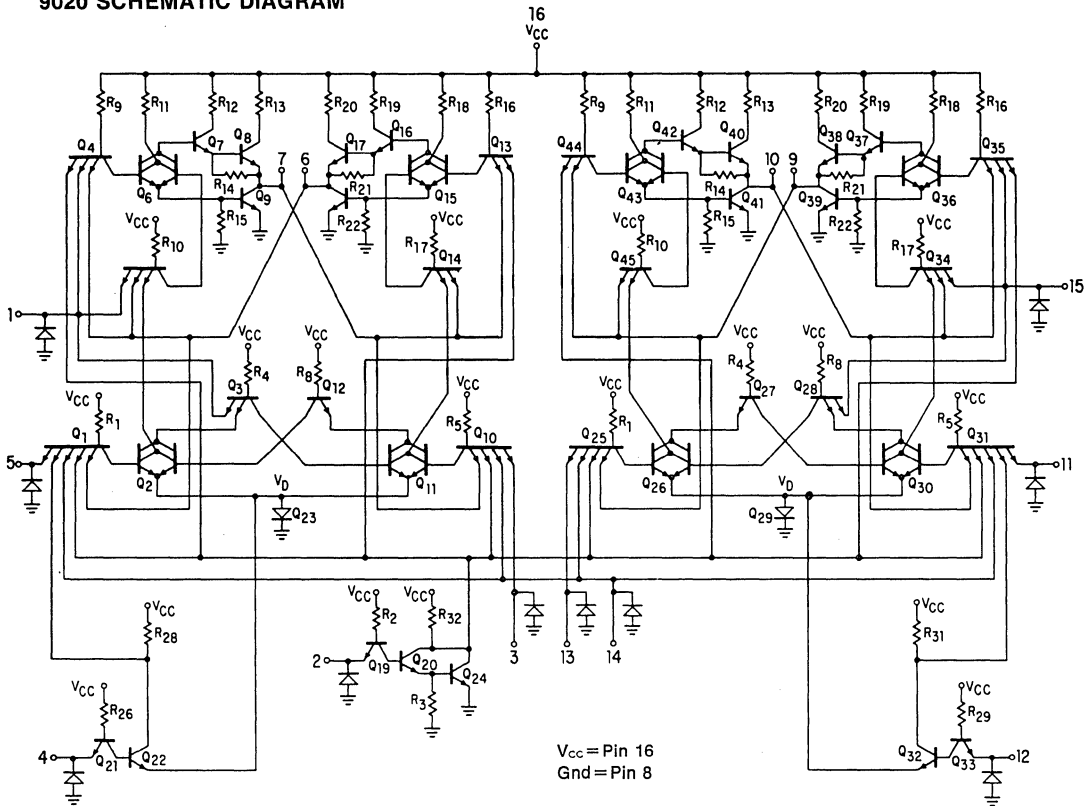 9020 SCHEMATIC DIAGRAM
16
VCC
R9 R11 R12 R13 R20 R19 R18 R16 R9 R11 R12 R13 R20 R19 R18 R16
Q4 Q7 Q8 Q17 Q16 Q13 Q44 Q42 Q40 Q38 Q37 Q35
7 6 10 9
Q6 R14 Q9 R21 Q15 Q43 R14 Q41 Q39 R21 Q36
R15 R22 R15 R22
VCC R10 R17 Q14 VCC R10 Q45 R17 Q34
VCC VCC
1 15
VCC VCC VCC VCC
Q3 R4 R8 Q12 R4 Q27 Q28 R8
VCC R1 Q1 VCC R5 Q10 VCC R1 Q25 VCC R5 Q31
5 11
Q2 Q11 Q26 Q30
VD VD
Q23 Q29
VCC R28 VCC R2 VCC R32 VCC R31
2 Q19 Q20 Q24 3 13 14
R3
VCC R26 VCC R29
4 Q21 Q22 Q32 Q33 12
VCC = Pin 16
Gnd = Pin 8